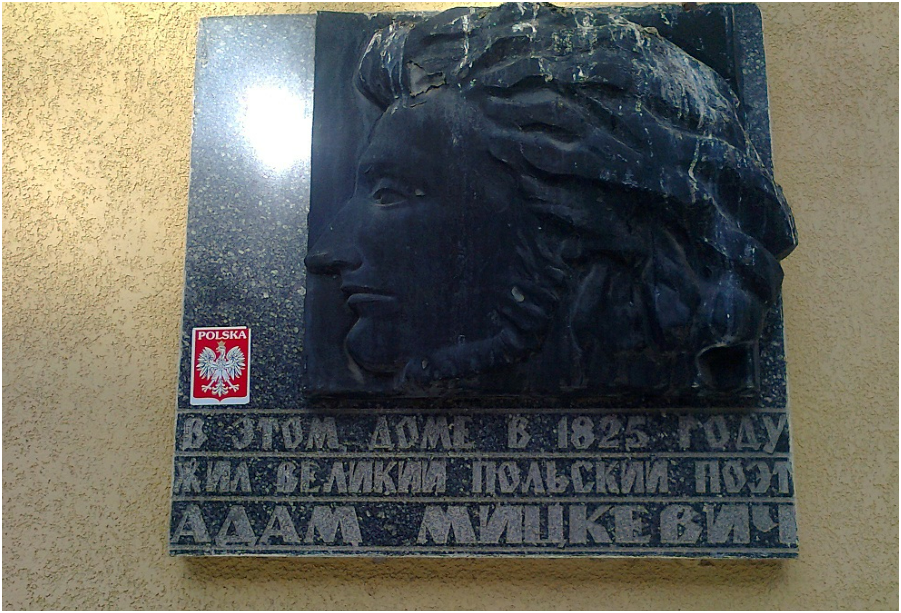 POLSKA
В ЭТОМ ДОМЕ В 1825 ГОДУ
ЖИЛ ВЕЛИКИЙ ПОЛЬСКИЙ ПОЭТ
АДАМ МИЦКЕВИЧ